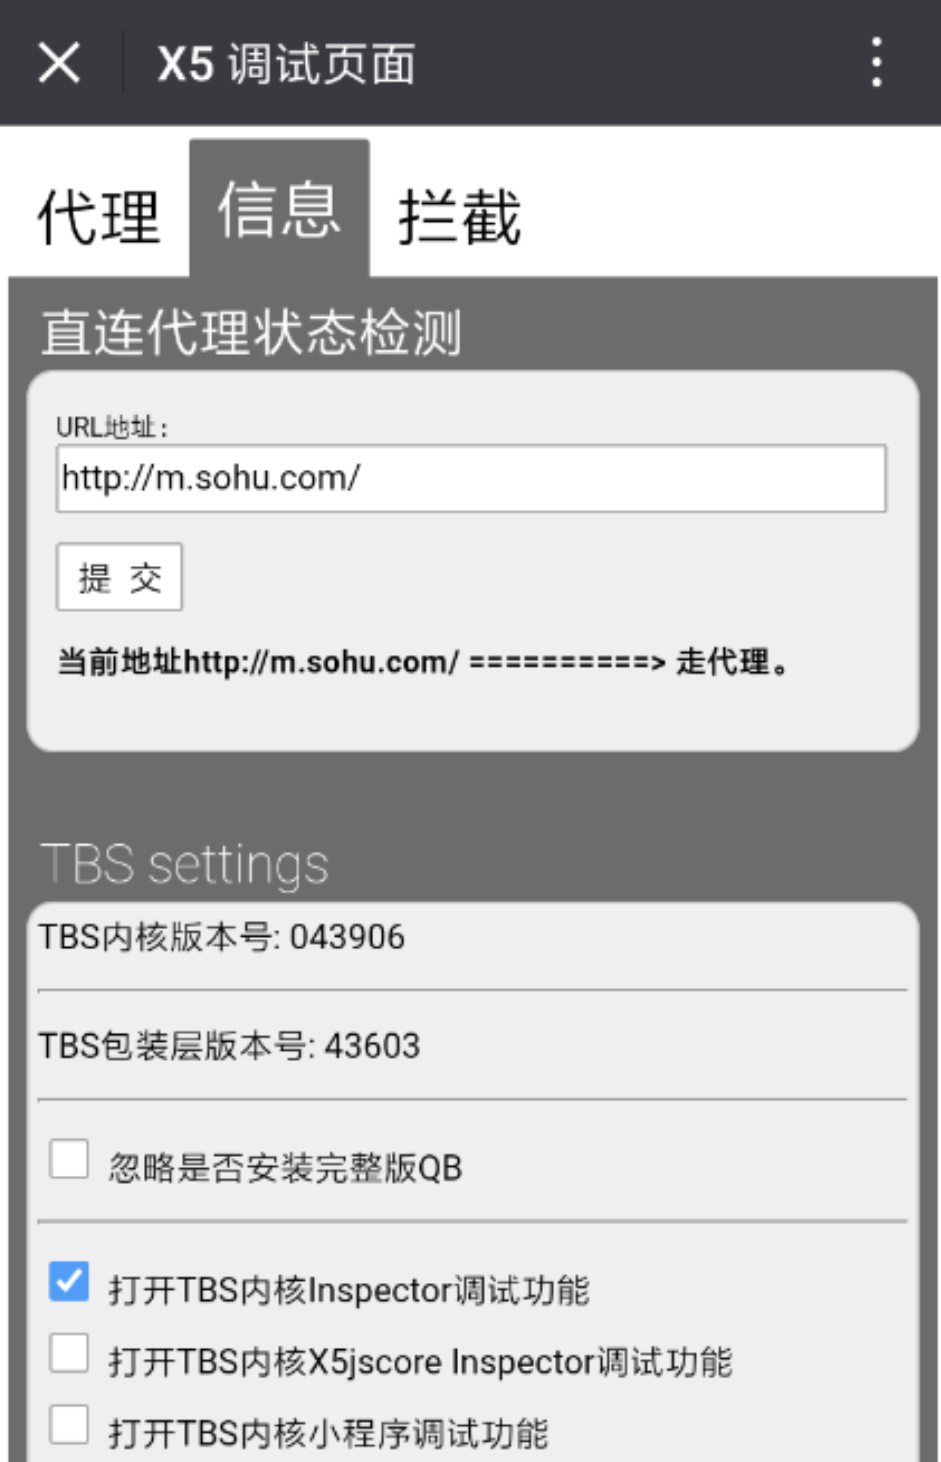 X5 调试页面
代理 信息 拦截
直连代理状态检测
URL地址：
http://m.sohu.com/
提 交
当前地址http://m.sohu.com/ ==========> 走代理。
TBS settings
TBS内核版本号: 043906
TBS包装层版本号: 43603
忽略是否安装完整版QB
打开TBS内核Inspector调试功能
打开TBS内核X5jscore Inspector调试功能
打开TBS内核小程序调试功能